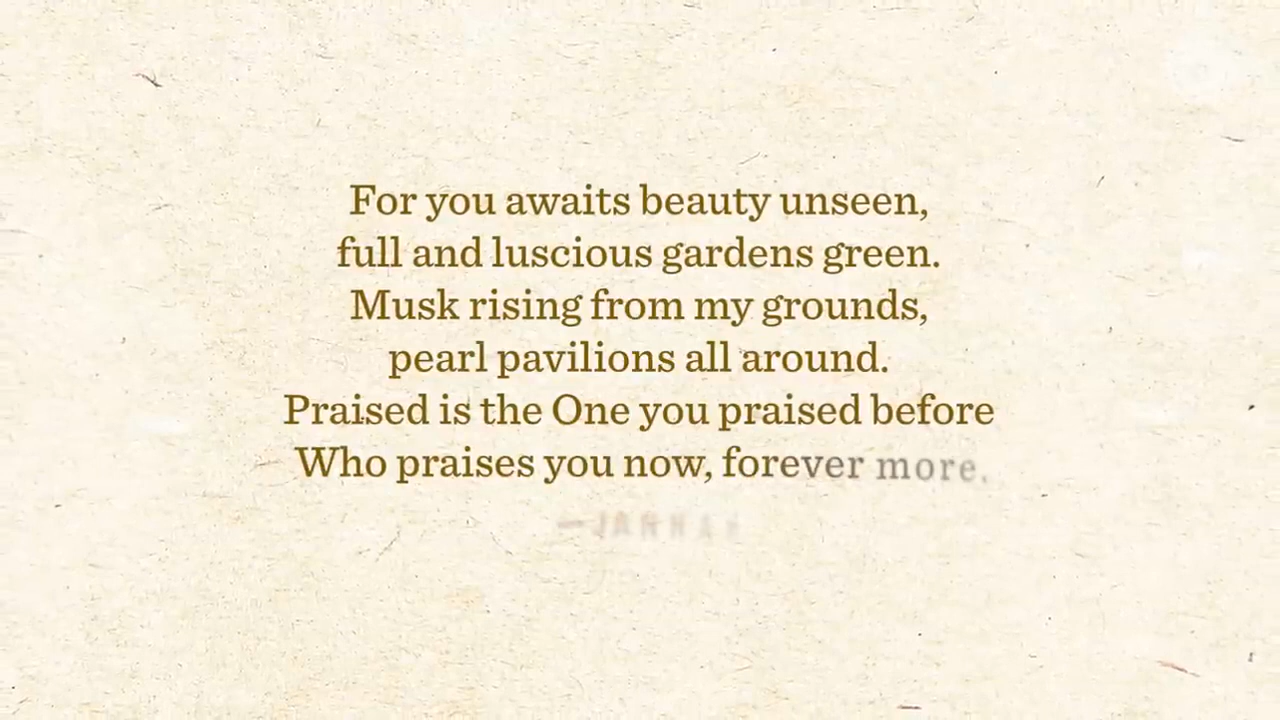 For you awaits beauty unseen,
full and luscious gardens green.
Musk rising from my grounds,
pearl pavilions all around.
Praised is the One you praised before
Who praises you now, forever more.
—JANNAH